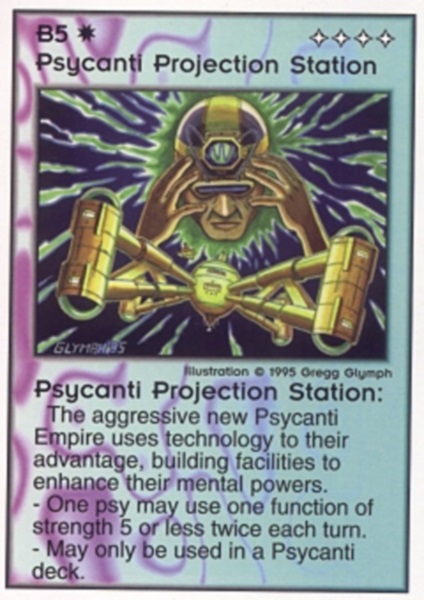 B5
Psycanti Projection Station
GLYMPH95
Illustration © 1995 Gregg Glymph
Psycanti Projection Station:
The aggressive new Psycanti
Empire uses technology to their
advantage, building facilities to
enhance their mental powers.
- One psy may use one function of
strength 5 or less twice each turn.
- May only be used in a Psycanti
deck.